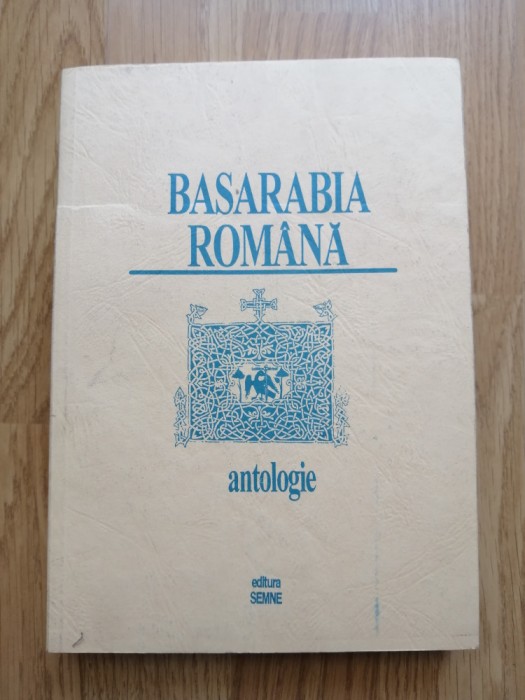 BASARABIA
ROMÂNĂ
antologie
editura
SEMNE